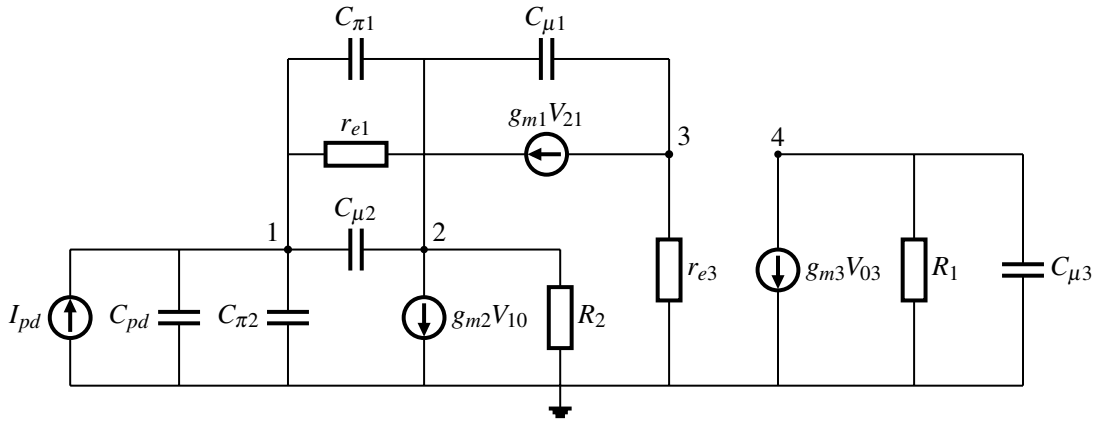 Cπ1 Cμ1
re1 gm1V21 3 4
Cμ2
1 2
Ipd Cpd Cπ2 gm2V10 R2 re3 gm3V03 R1 Cμ3